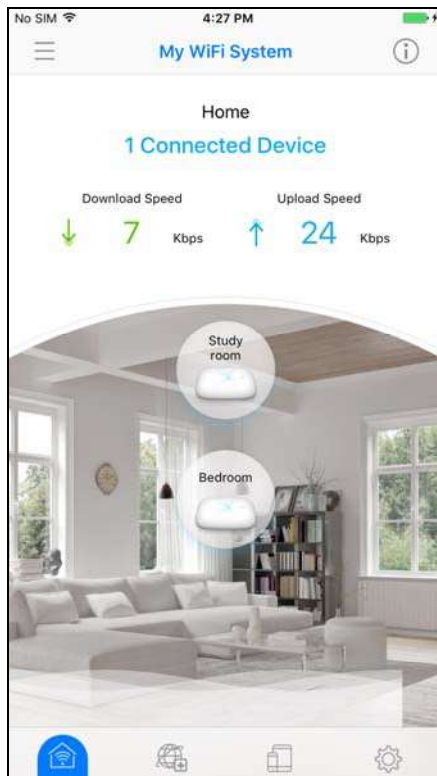 No SIM 4:27 PM
My WiFi System
Home
1 Connected Device
Download Speed Upload Speed
7 Kbps 24 Kbps
Study
room
Bedroom